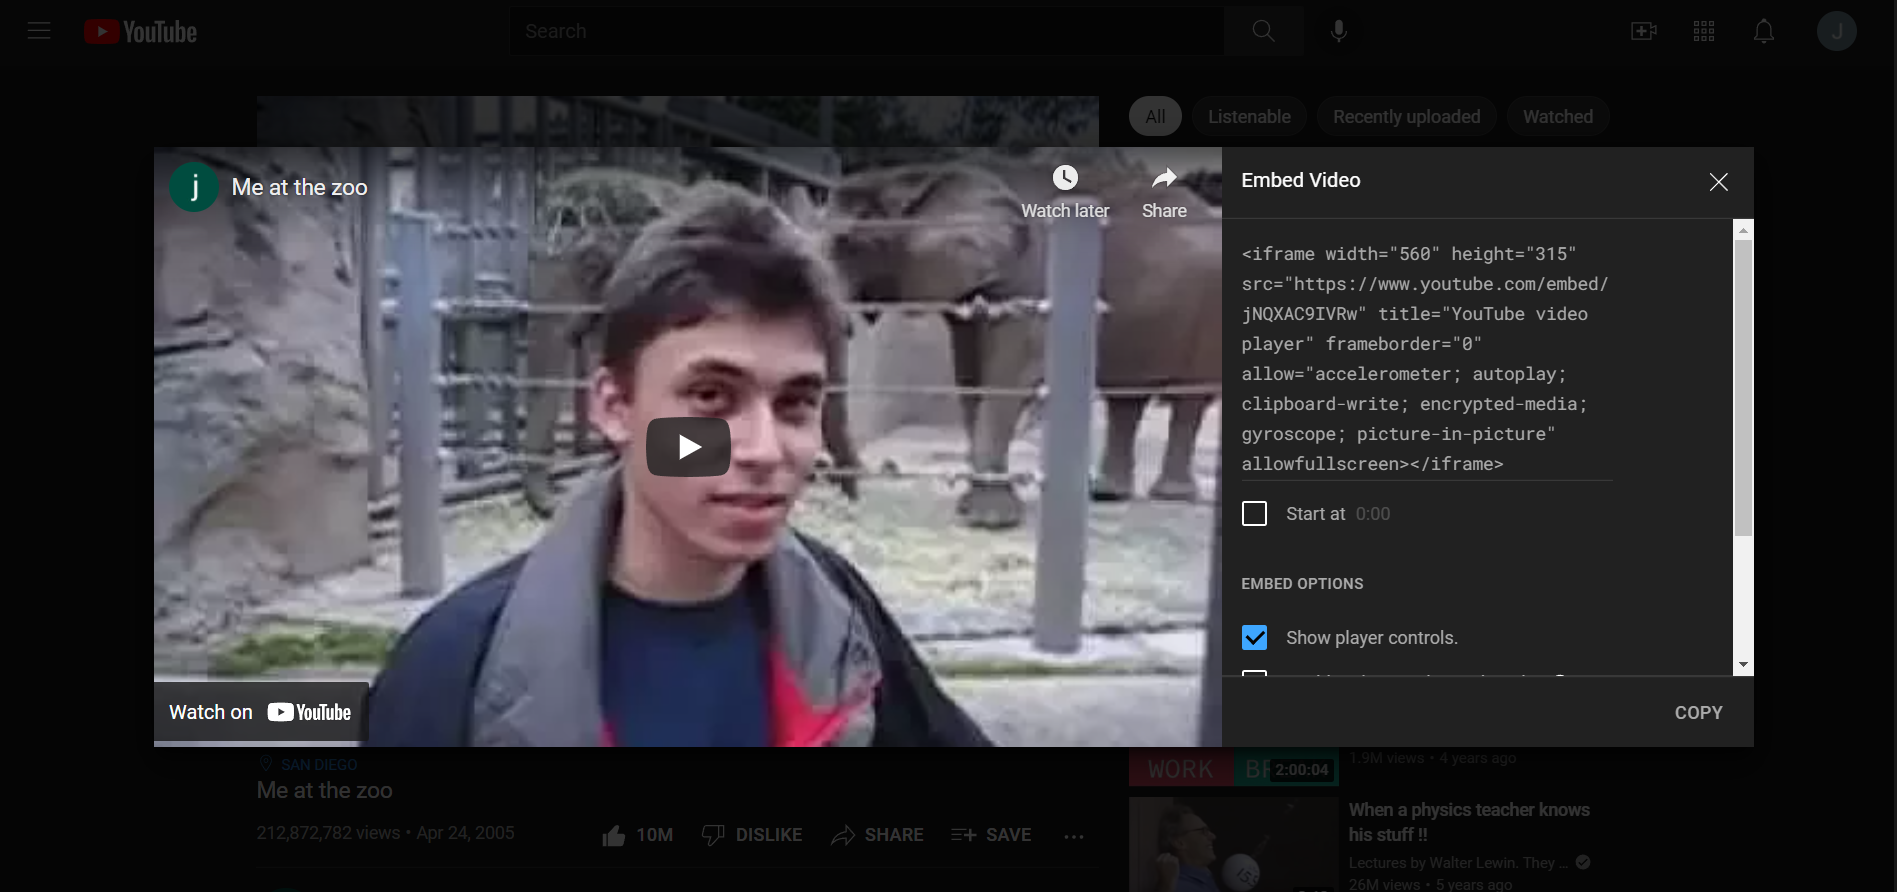 YouTube
Search
J
All
Listenable
Recently uploaded
Watched
j
Me at the zoo
Watch later
Share
Watch on YouTube
Embed Video
<iframe width="560" height="315"
src="https://www.youtube.com/embed/
jNQXAC9IVRw" title="YouTube video
player" frameborder="0"
allow="accelerometer; autoplay;
clipboard-write; encrypted-media;
gyroscope; picture-in-picture"
allowfullscreen></iframe>
Start at 0:00
EMBED OPTIONS
Show player controls.
COPY
SAN DIEGO
Me at the zoo
212,872,782 views • Apr 24, 2005
10M
DISLIKE
SHARE
SAVE
WORK
2:00:04
1.9M views • 4 years ago
When a physics teacher knows
his stuff !!
Lectures by Walter Lewin. They ...
26M views • 5 years ago